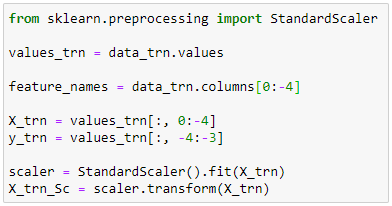 from sklearn.preprocessing import StandardScaler
values_trn = data_trn.values
feature_names = data_trn.columns[0:-4]
X_trn = values_trn[:, 0:-4]
y_trn = values_trn[:, -4:-3]
scaler = StandardScaler().fit(X_trn)
X_trn_Sc = scaler.transform(X_trn)